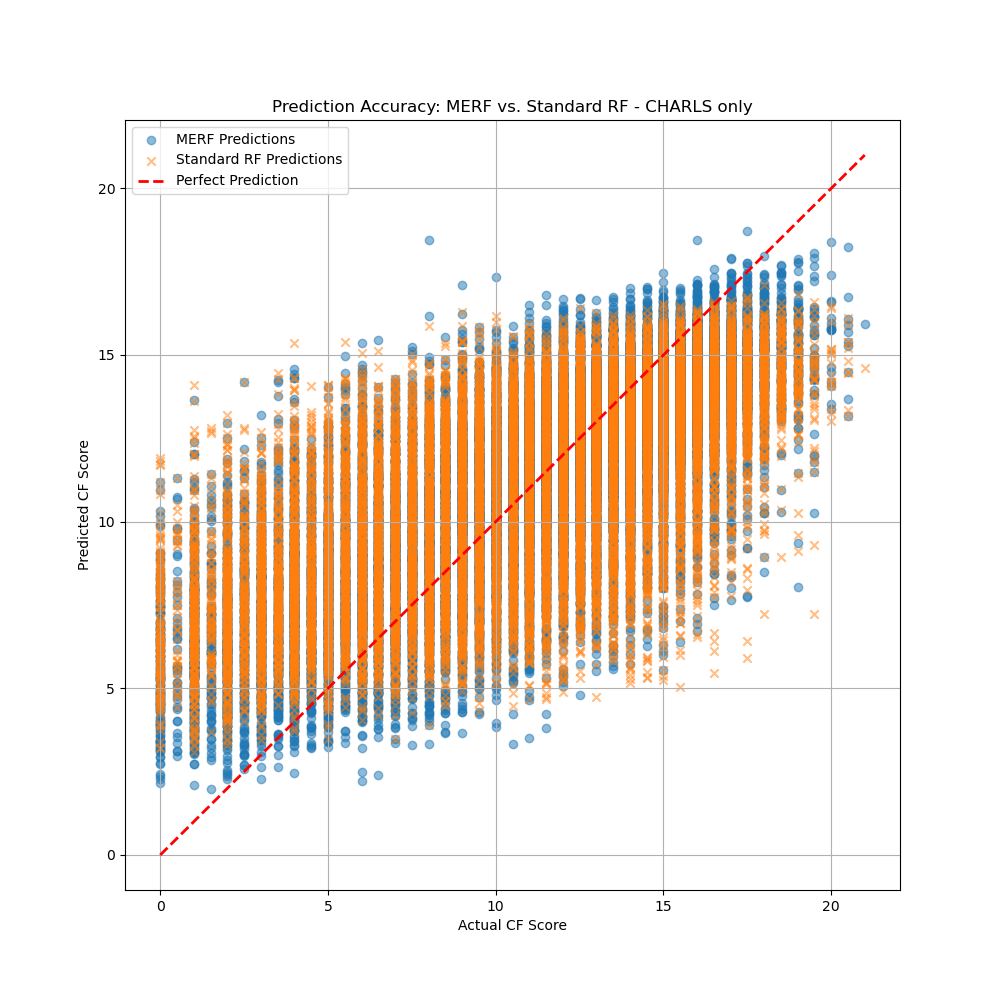 Prediction Accuracy: MERF vs. Standard RF - CHARLS only
MERF Predictions
Standard RF Predictions
Perfect Prediction
Predicted CF Score
20
15
10
5
0
0 5 10 15 20
Actual CF Score